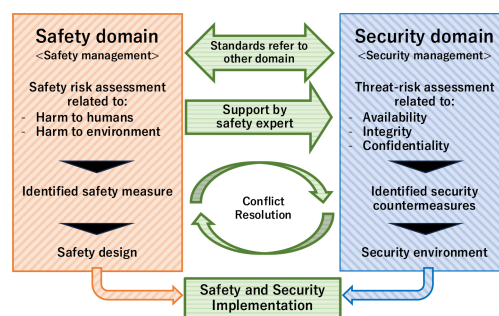 Safety domain
<Safety management>
Safety risk assessment
related to:
- Harm to humans
- Harm to environment
Identified safety measure
Safety design
Standards refer to
other domain
Support by
safety expert
Conflict
Resolution
Security domain
<Security management>
Threat-risk assessment
related to:
- Availability
- Integrity
- Confidentiality
Identified security
countermeasures
Security environment
Safety and Security
Implementation